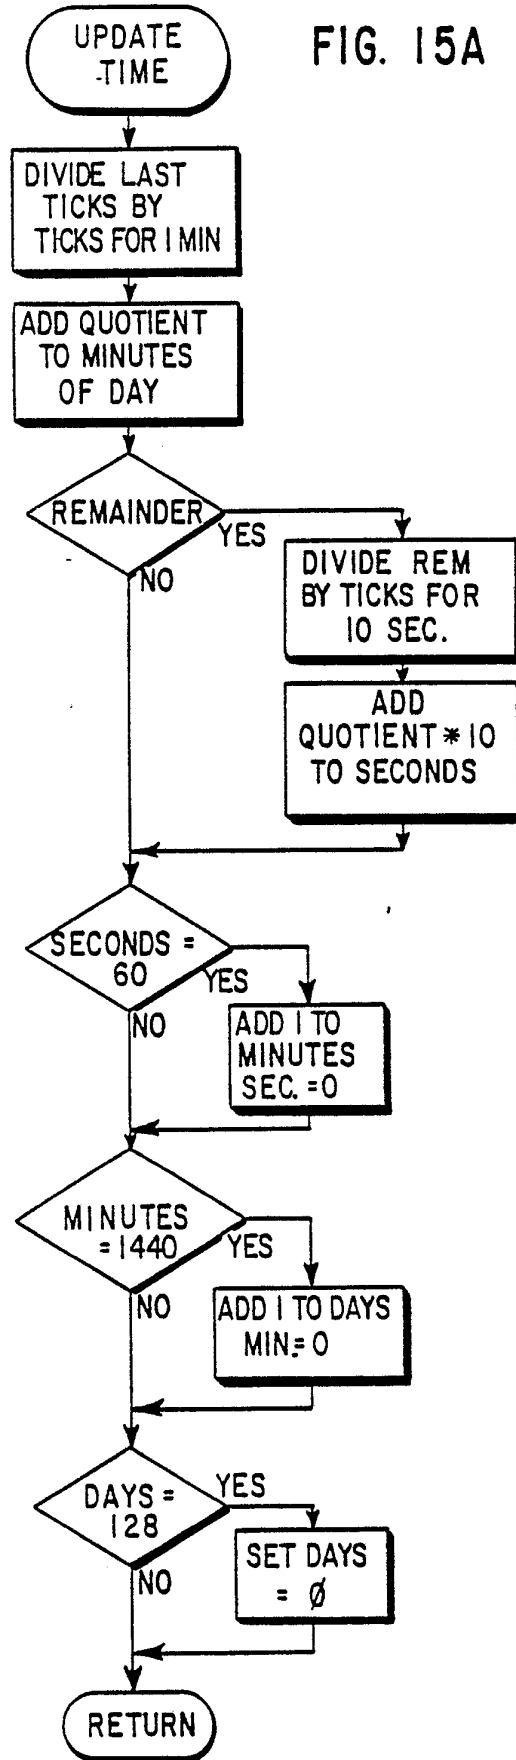 UPDATE
TIME
FIG. 15A
DIVIDE LAST
TICKS BY
TICKS FOR 1 MIN
ADD QUOTIENT
TO MINUTES
OF DAY
REMAINDER
YES
NO
DIVIDE REM
BY TICKS FOR
10 SEC.
ADD
QUOTIENT * 10
TO SECONDS
SECONDS =
60
YES
NO
ADD 1 TO
MINUTES
SEC. = 0
MINUTES
= 1440
YES
NO
ADD 1 TO DAYS
MIN. = 0
DAYS =
128
YES
NO
SET DAYS
= Ø
RETURN